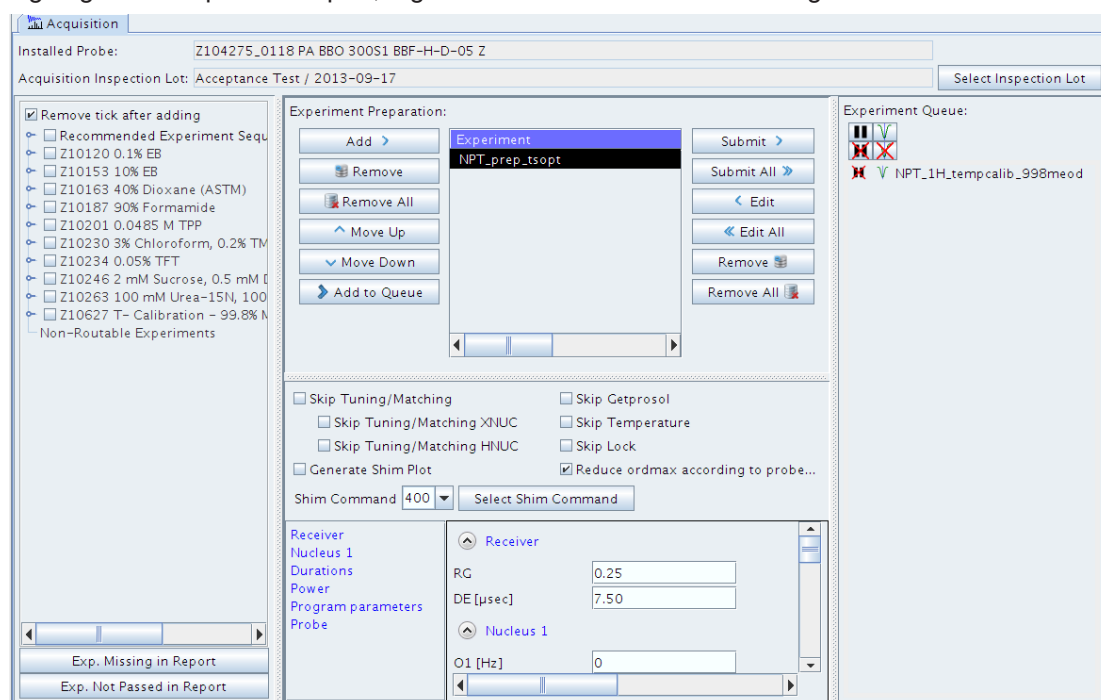 Acquisition
Installed Probe: Z104275_0118 PA BBO 300S1 BBF-H-D-05 Z
Acquisition Inspection Lot: Acceptance Test / 2013-09-17
Select Inspection Lot
Remove tick after adding
Recommended Experiment Sequ
Z10120 0.1% EB
Z10153 10% EB
Z10163 40% Dioxane (ASTM)
Z10187 90% Formamide
Z10201 0.0485 M TPP
Z10230 3% Chloroform, 0.2% TM
Z10234 0.05% TFT
Z10246 2 mM Sucrose, 0.5 mM
Z10263 100 mM Urea-15N, 100
Z10627 T- Calibration - 99.8%
Non-Routable Experiments
Exp. Missing in Report
Exp. Not Passed in Report
Experiment Preparation:
Add >
Remove
Remove All
Move Up
Move Down
Add to Queue
Experiment
NPT_prep_tsopt
Submit >
Submit All
Edit
Edit All
Remove
Remove All
Skip Tuning/Matching
Skip Tuning/Matching XNUC
Skip Tuning/Matching HNUC
Generate Shim Plot
Skip Getprosol
Skip Temperature
Skip Lock
Reduce ordmax according to probe...
Shim Command 400 Select Shim Command
Receiver
Nucleus 1
Durations
Power
Program parameters
Probe
Receiver
RG 0.25
DE [µsec] 7.50
Nucleus 1
O1 [Hz] 0
Experiment Queue:
NPT_1H_tempcalib_998meod